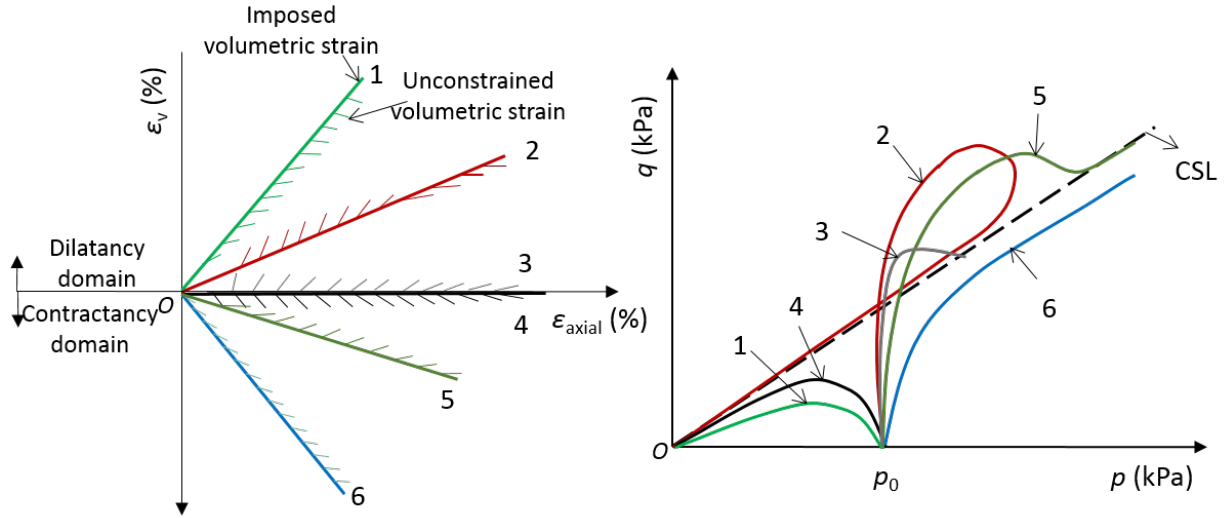 Imposed
volumetric strain
1
Unconstrained
volumetric strain
εv (%)
2
Dilatancy
domain
3
O
Contractancy
domain
4
εaxial (%)
5
6
q (kPa)
5
2
CSL
3
4
6
1
O
p0
p (kPa)